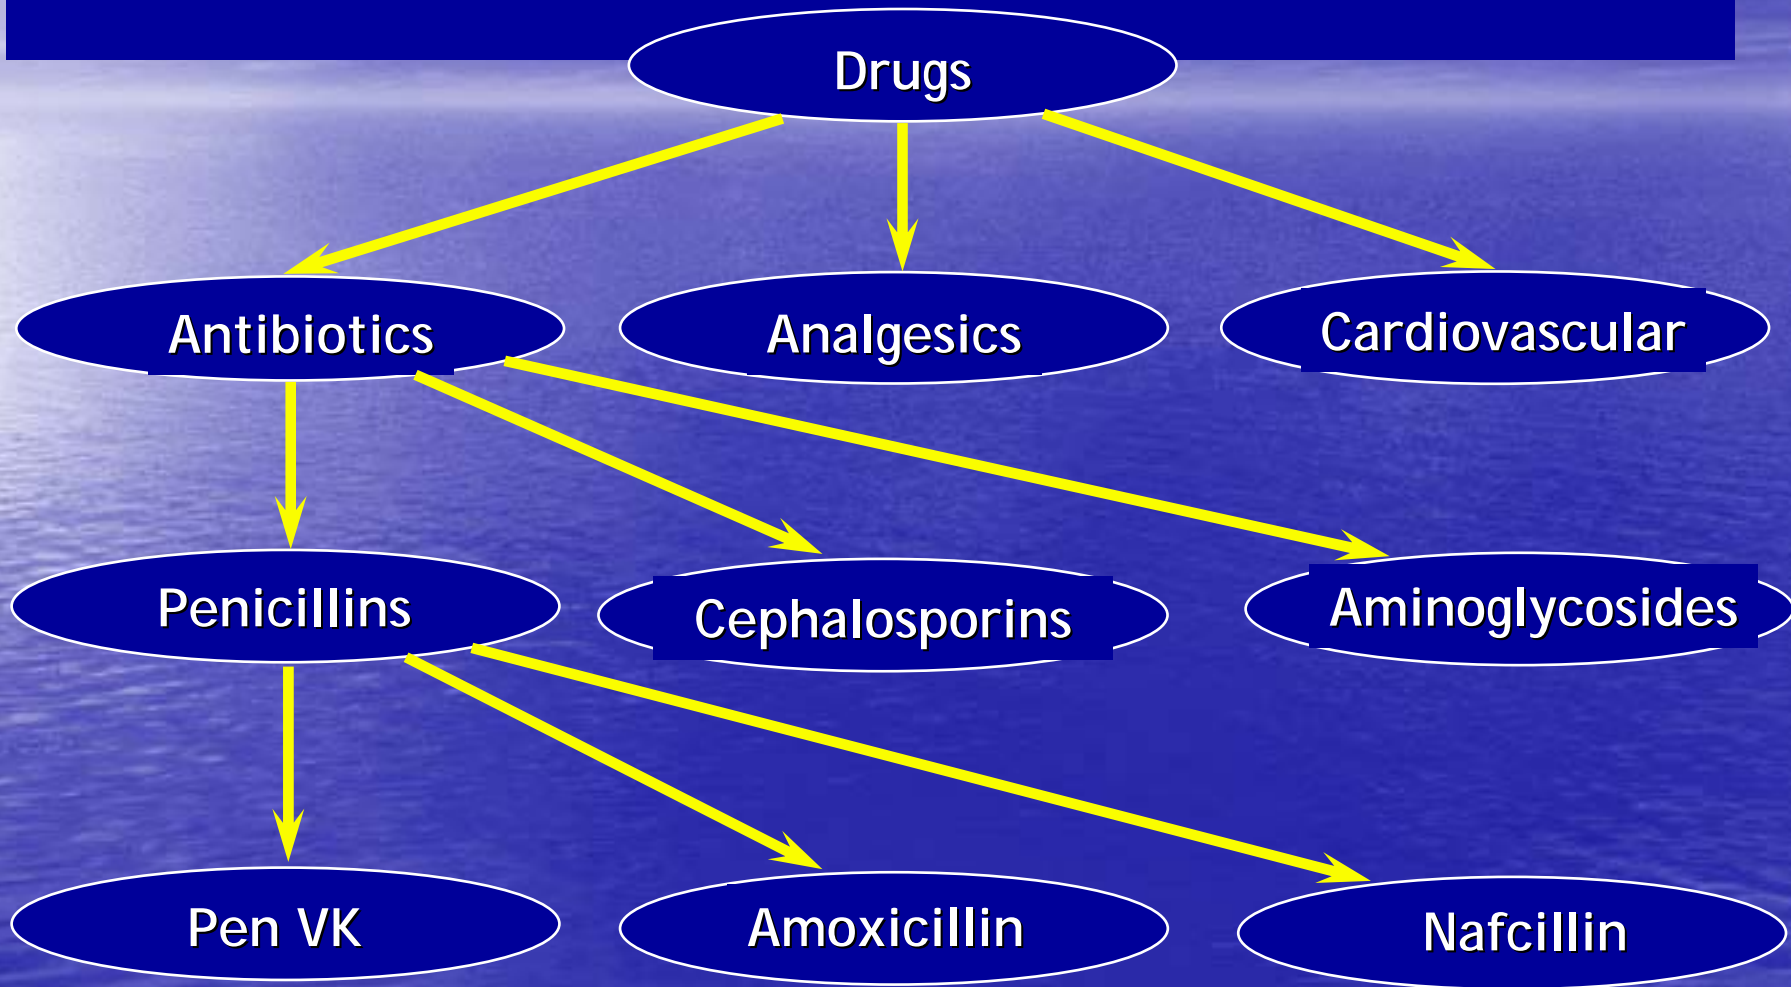 Drugs
Antibiotics
Analgesics
Cardiovascular
Penicillins
Cephalosporins
Aminoglycosides
Pen VK
Amoxicillin
Nafcillin